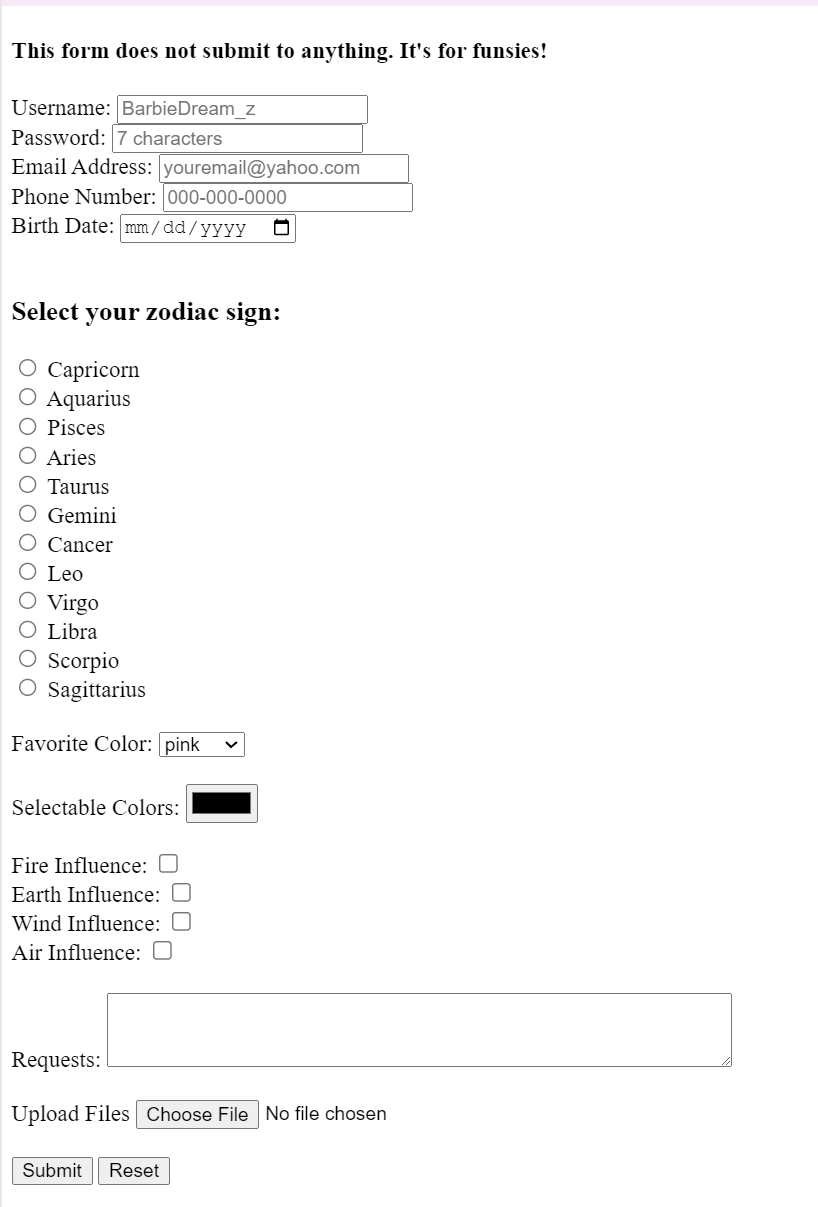 This form does not submit to anything. It's for funsies!
Username: BarbieDream_z
Password: 7 characters
Email Address: youremail@yahoo.com
Phone Number: 000-000-0000
Birth Date: mm/dd/yyyy
Select your zodiac sign:
Capricorn
Aquarius
Pisces
Aries
Taurus
Gemini
Cancer
Leo
Virgo
Libra
Scorpio
Sagittarius
Favorite Color: pink
Selectable Colors:
Fire Influence:
Earth Influence:
Wind Influence:
Air Influence:
Requests:
Upload Files Choose File No file chosen
Submit Reset